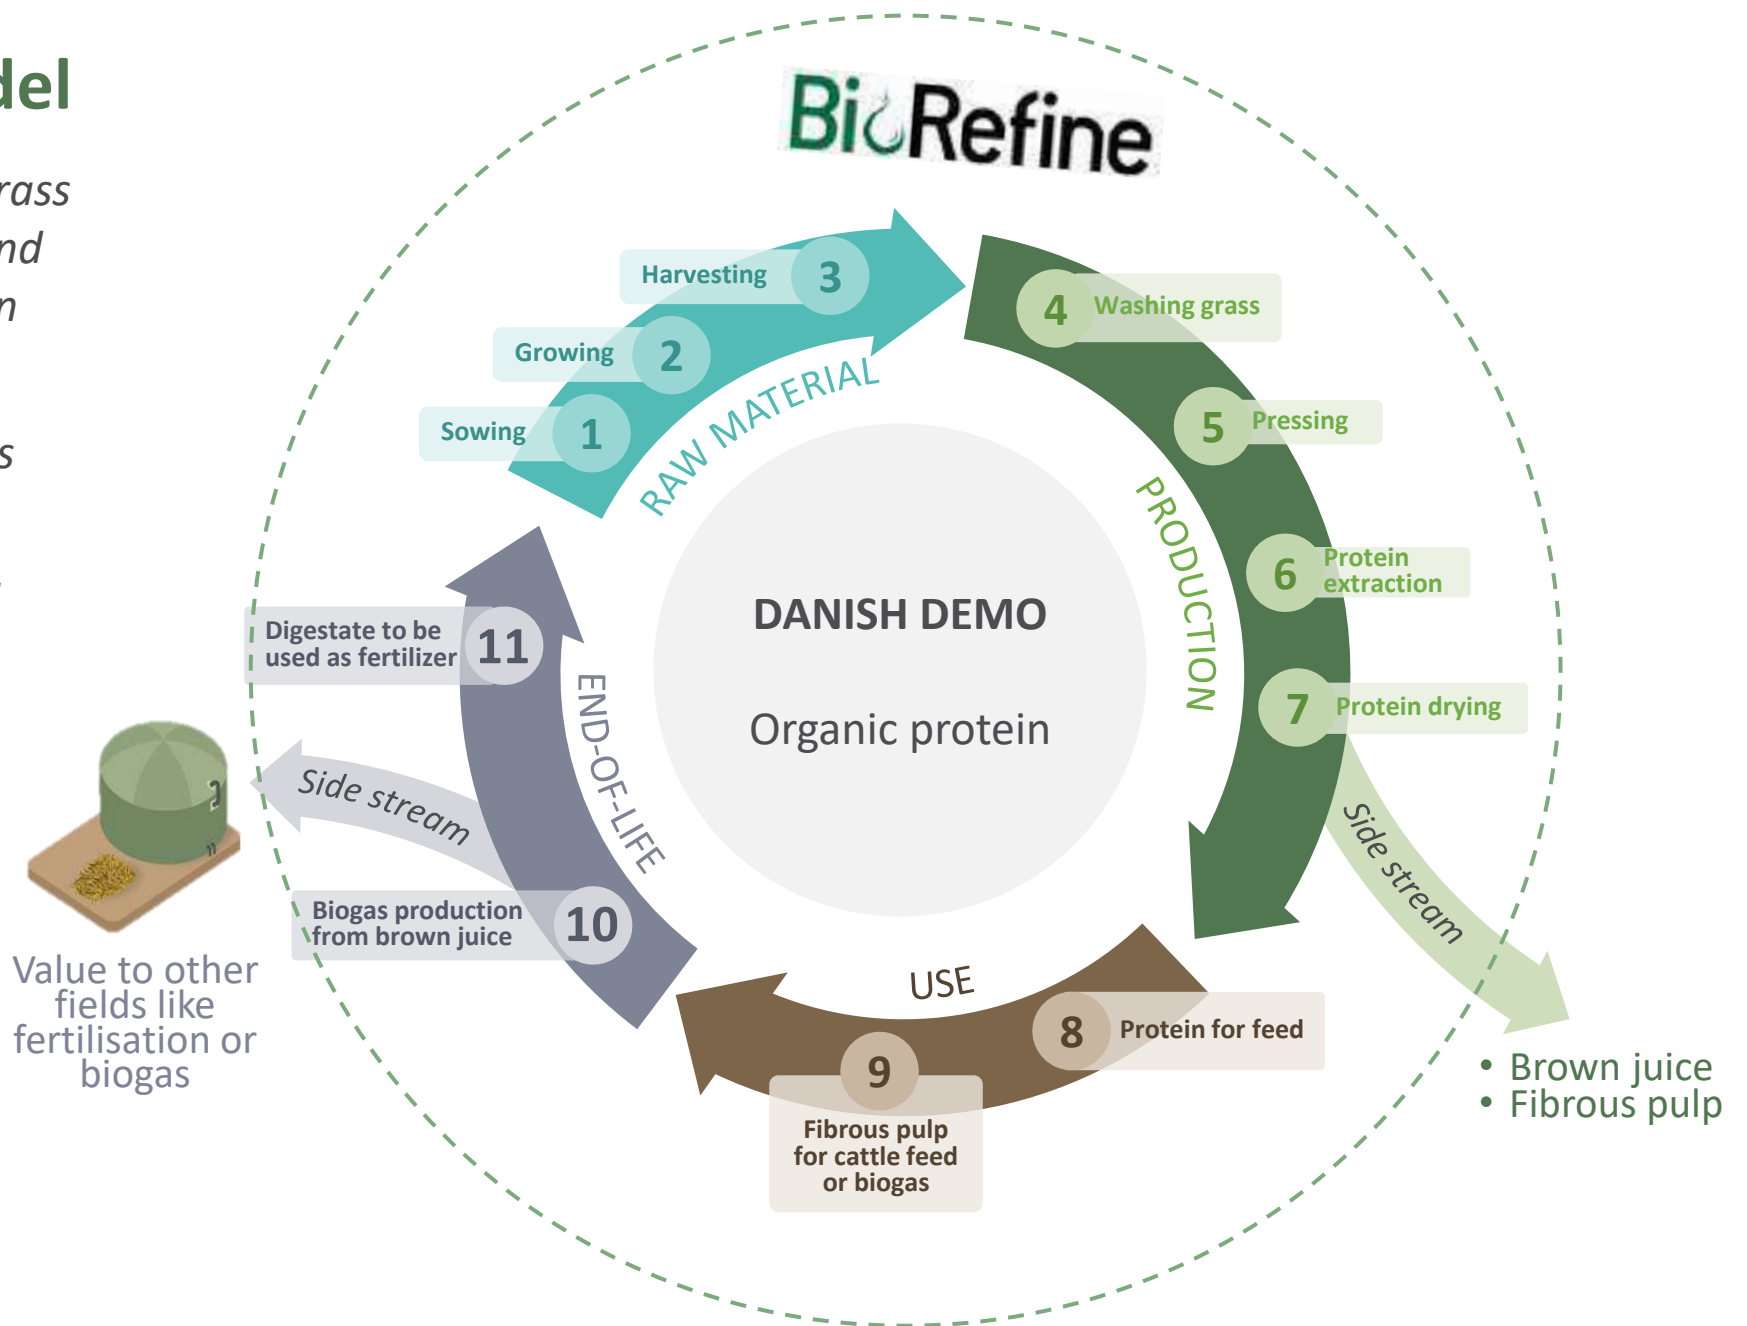 del
rass
nd
n
s
BioRefine
Harvesting 3
Growing 2
Sowing 1
RAW MATERIAL
4 Washing grass
5 Pressing
6 Protein
extraction
7 Protein drying
PRODUCTION
Side stream
• Brown juice
• Fibrous pulp
DANISH DEMO
Organic protein
USE
8 Protein for feed
9
Fibrous pulp
for cattle feed
or biogas
END-OF-LIFE
Biogas production
from brown juice
10
Side stream
Digestate to be
used as fertilizer
11
Value to other
fields like
fertilisation or
biogas